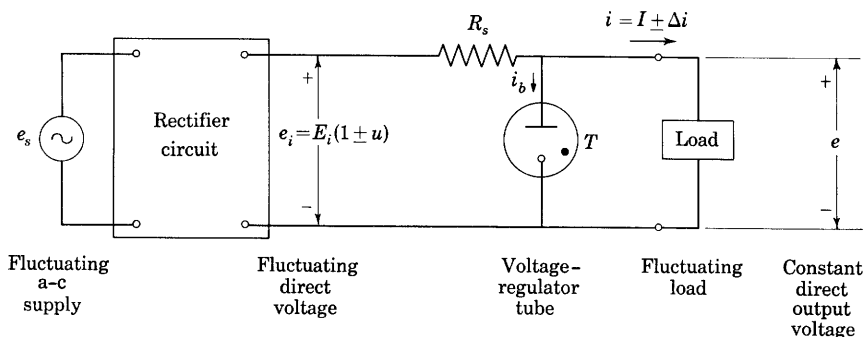 i = I ± Δi
R_s
i_b
+
+
e_s
Rectifier
circuit
e_i = E_i(1 ± u)
T
Load
e
−
−
Fluctuating
a-c
supply
Fluctuating
direct
voltage
Voltage-
regulator
tube
Fluctuating
load
Constant
direct
output
voltage